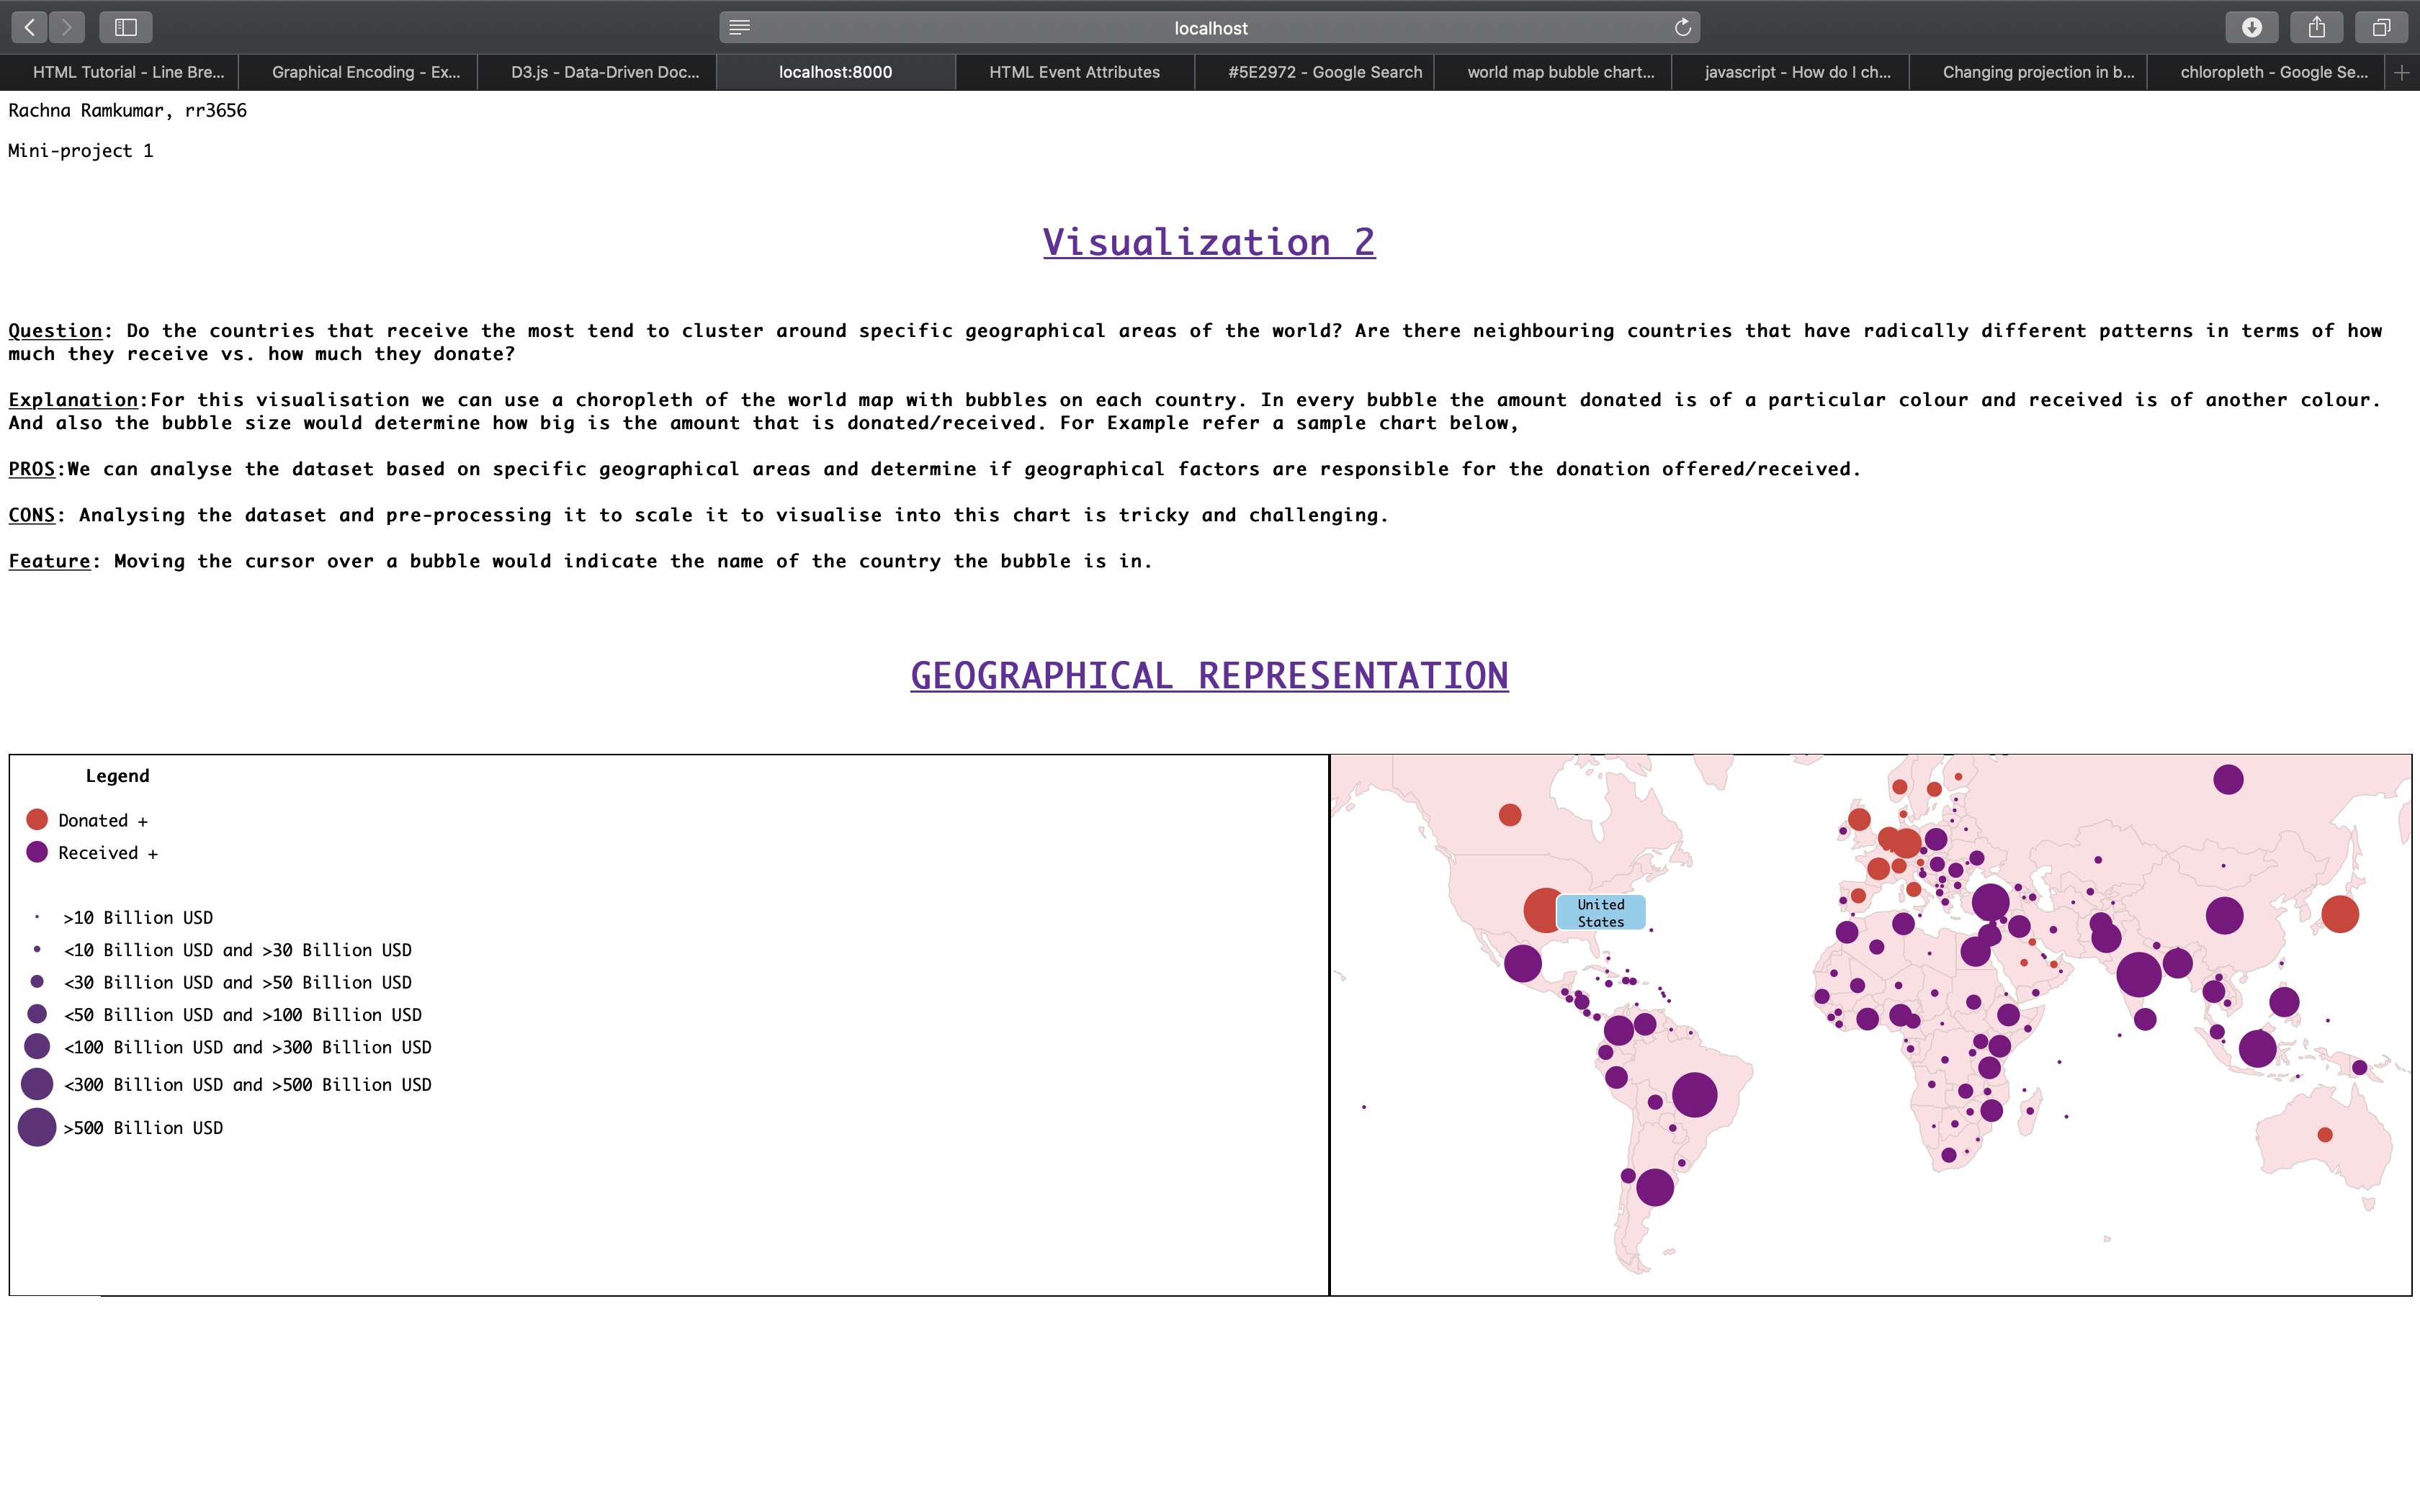 localhost
HTML Tutorial - Line Bre...
Graphical Encoding - Ex...
D3.js - Data-Driven Doc...
localhost:8000
HTML Event Attributes
#5E2972 - Google Search
world map bubble chart...
javascript - How do I ch...
Changing projection in b...
chloropleth - Google Se...
Rachna Ramkumar, rr3656
Mini-project 1
Visualization 2
Question: Do the countries that receive the most tend to cluster around specific geographical areas of the world? Are there neighbouring countries that have radically different patterns in terms of how
much they receive vs. how much they donate?
Explanation:For this visualisation we can use a choropleth of the world map with bubbles on each country. In every bubble the amount donated is of a particular colour and received is of another colour.
And also the bubble size would determine how big is the amount that is donated/received. For Example refer a sample chart below,
PROS:We can analyse the dataset based on specific geographical areas and determine if geographical factors are responsible for the donation offered/received.
CONS: Analysing the dataset and pre-processing it to scale it to visualise into this chart is tricky and challenging.
Feature: Moving the cursor over a bubble would indicate the name of the country the bubble is in.
GEOGRAPHICAL REPRESENTATION
Legend
Donated +
Received +
>10 Billion USD
<10 Billion USD and >30 Billion USD
<30 Billion USD and >50 Billion USD
<50 Billion USD and >100 Billion USD
<100 Billion USD and >300 Billion USD
<300 Billion USD and >500 Billion USD
>500 Billion USD
United
States